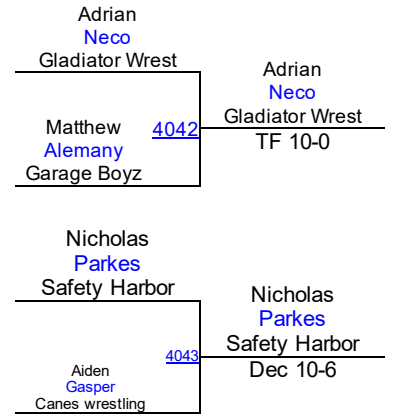 Adrian
Neco
Gladiator Wrest
Matthew
Alemany
Garage Boyz
4042
Adrian
Neco
Gladiator Wrest
TF 10-0
Nicholas
Parkes
Safety Harbor
Aiden
Gasper
Canes wrestling
4043
Nicholas
Parkes
Safety Harbor
Dec 10-6